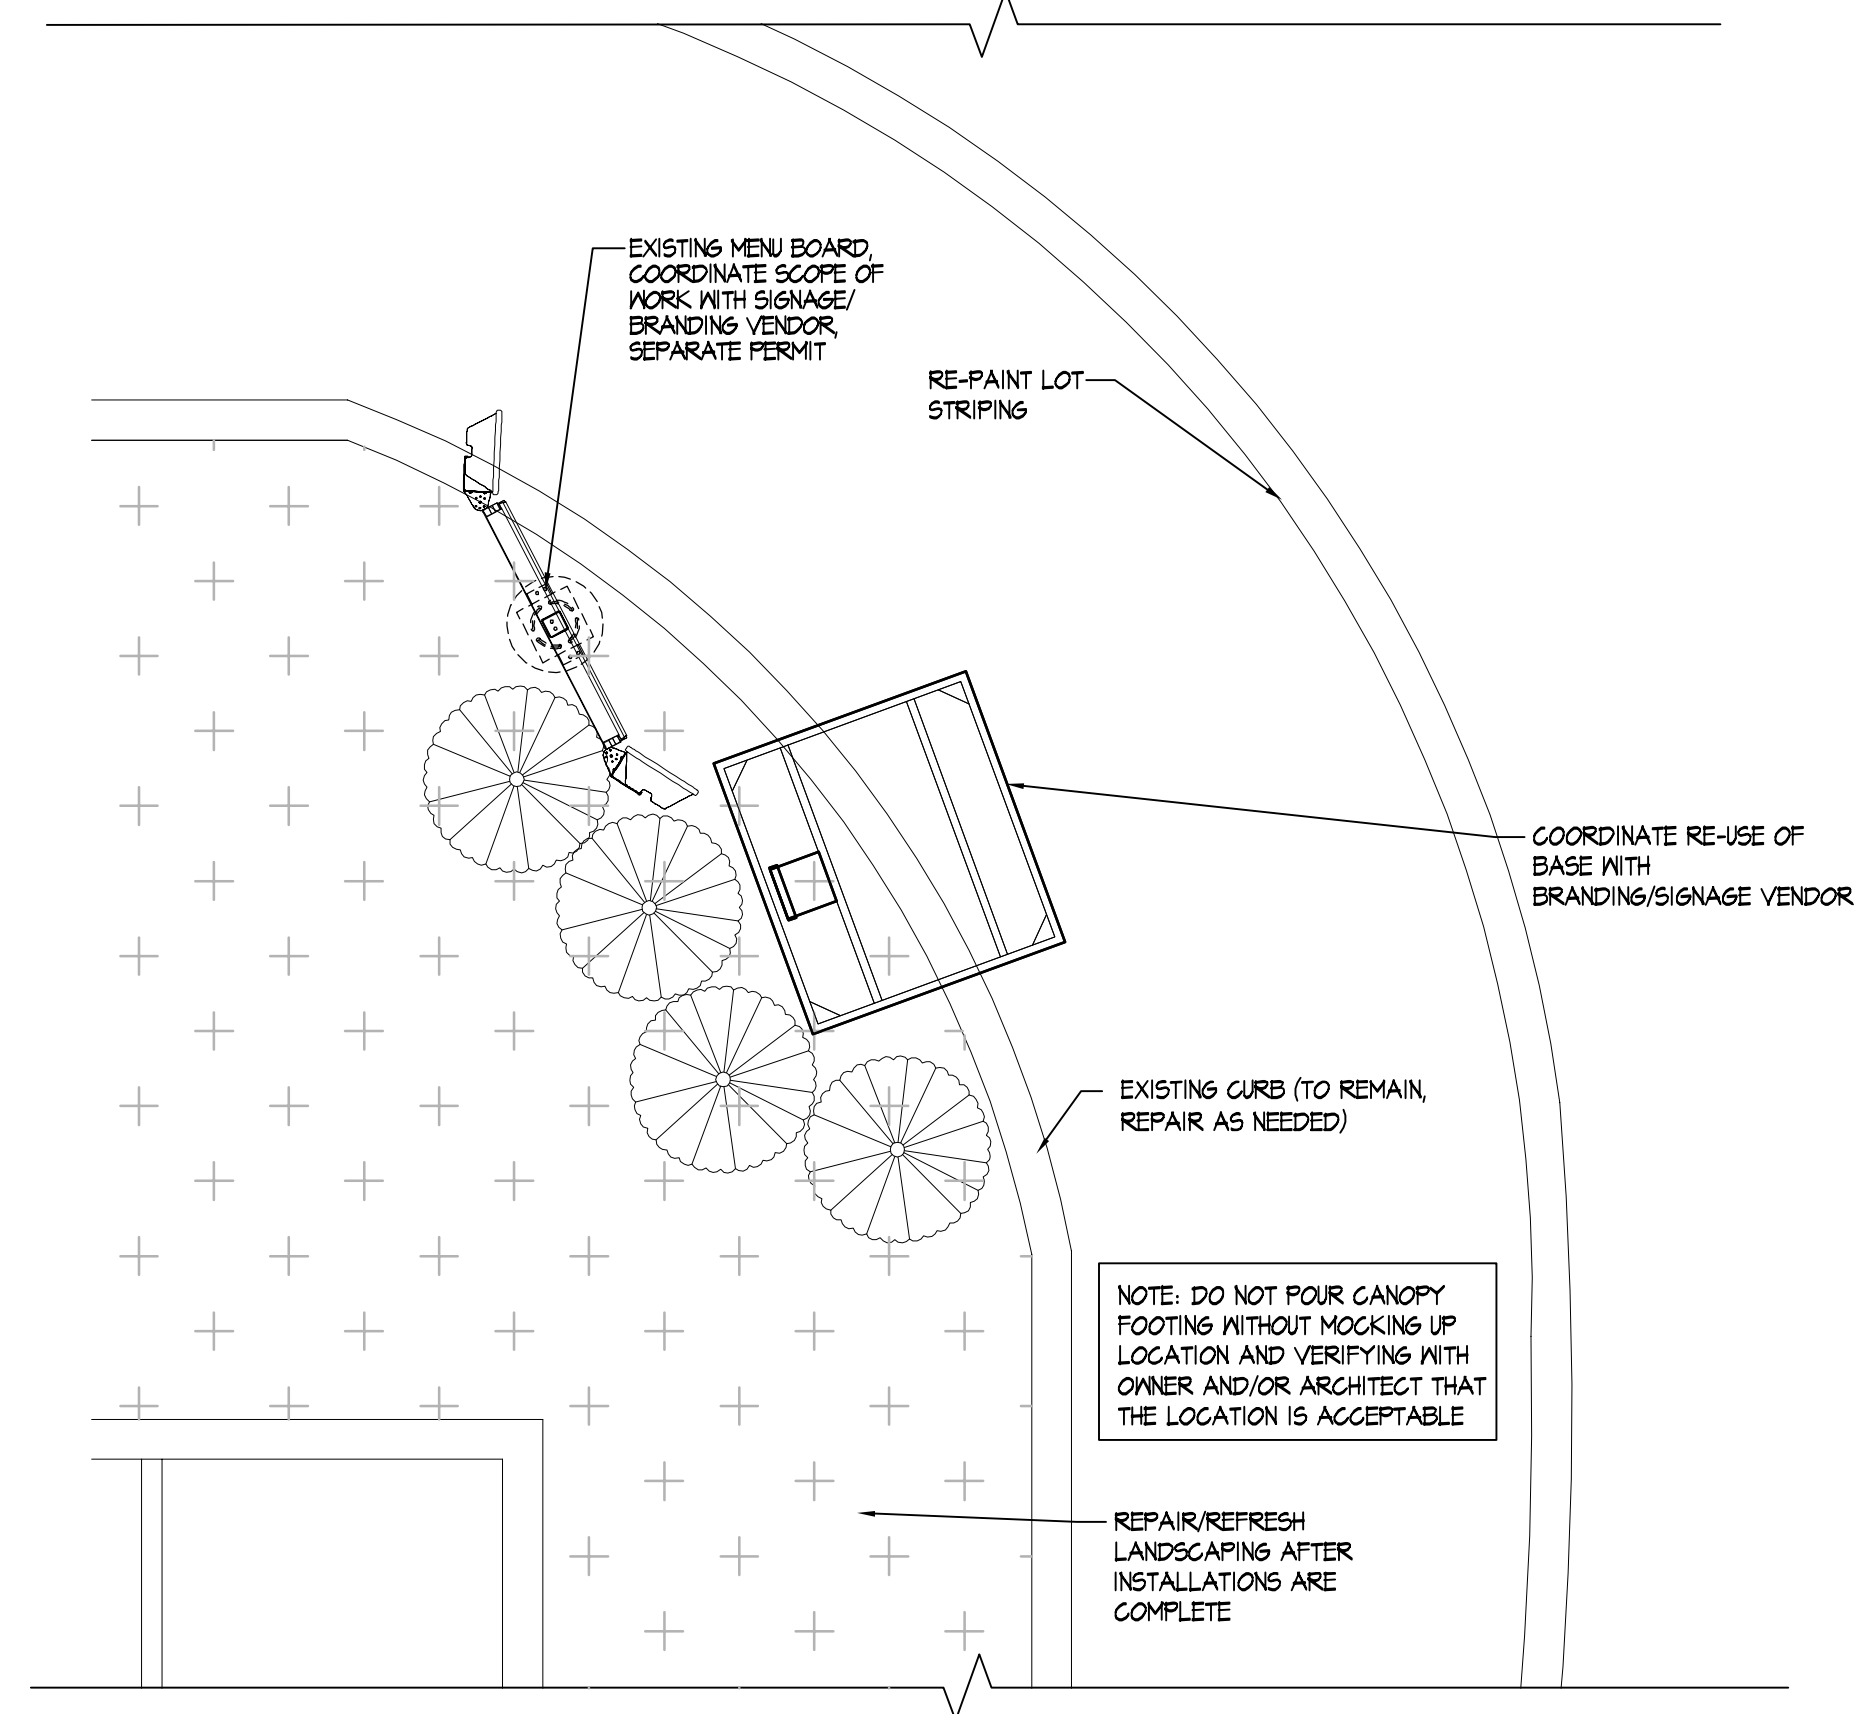 EXISTING MENU BOARD,
COORDINATE SCOPE OF
WORK WITH SIGNAGE/
BRANDING VENDOR,
SEPARATE PERMIT
RE-PAINT LOT
STRIPING
COORDINATE RE-USE OF
BASE WITH
BRANDING/SIGNAGE VENDOR
EXISTING CURB (TO REMAIN,
REPAIR AS NEEDED)
NOTE: DO NOT POUR CANOPY
FOOTING WITHOUT MOCKING UP
LOCATION AND VERIFYING WITH
OWNER AND/OR ARCHITECT THAT
THE LOCATION IS ACCEPTABLE
REPAIR/REFRESH
LANDSCAPING AFTER
INSTALLATIONS ARE
COMPLETE